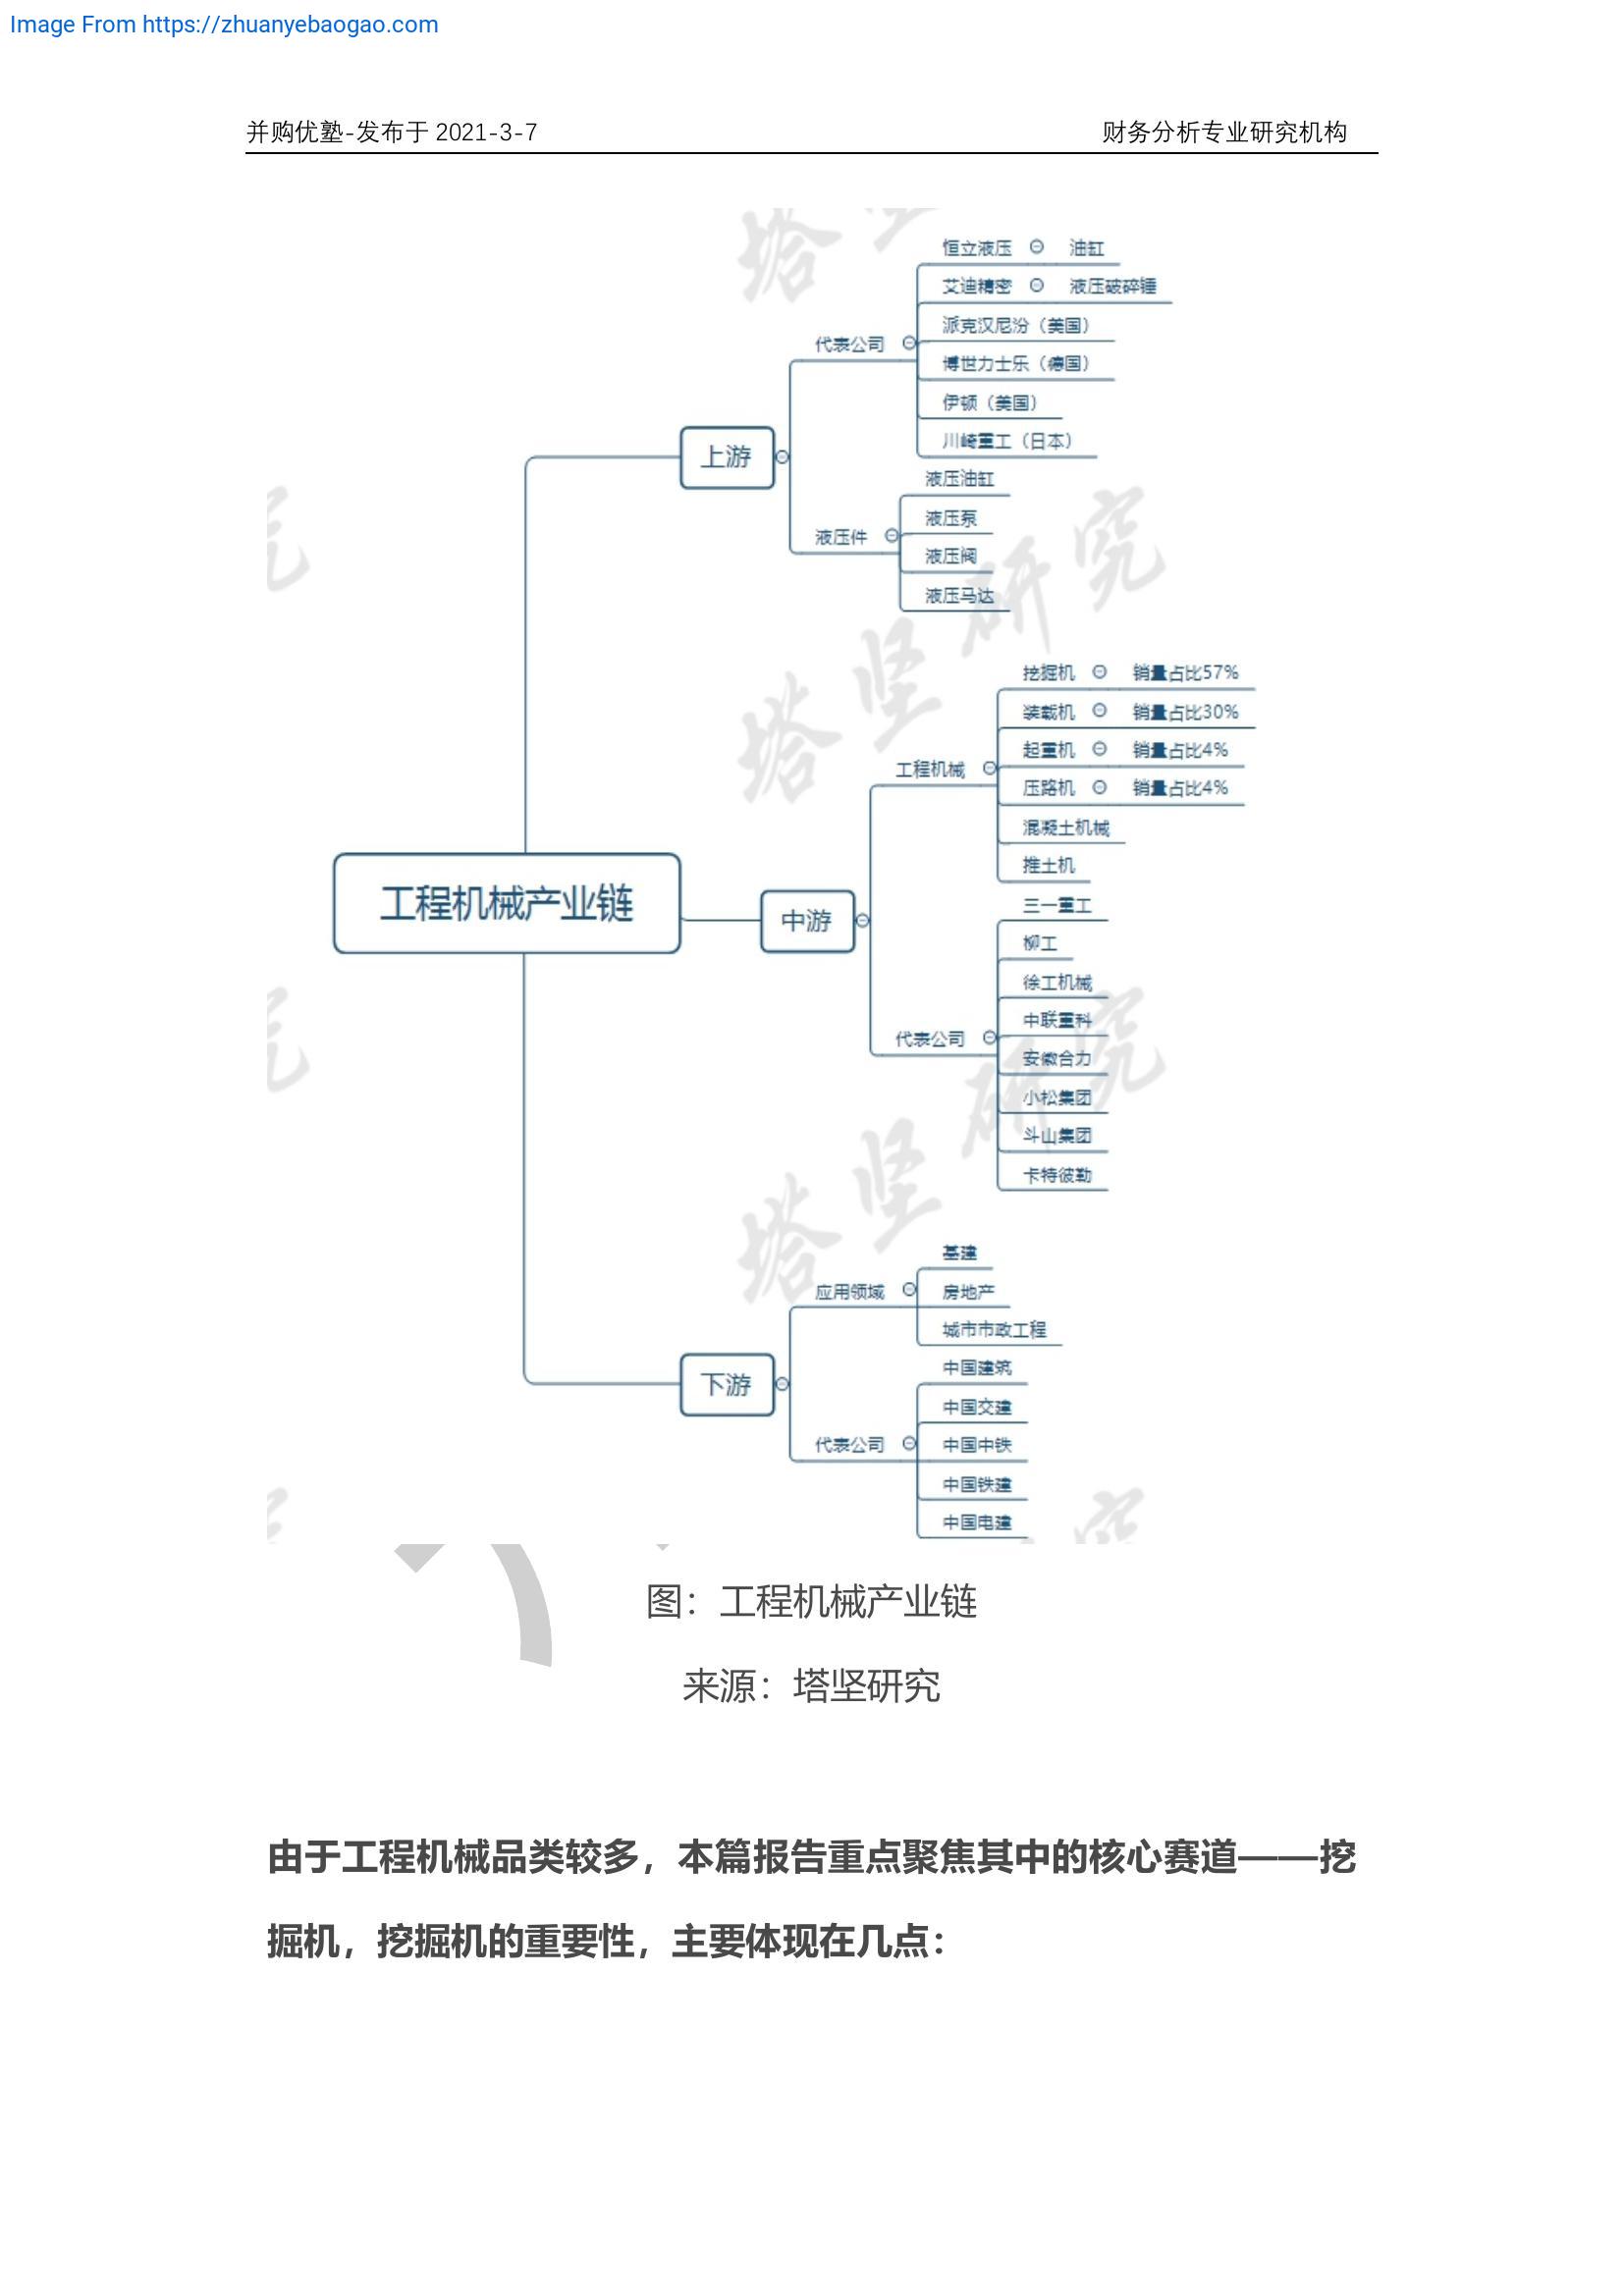 Image From https://zhuanyebaogao.com
并购优塾-发布于 2021-3-7 财务分析专业研究机构
工程机械产业链
上游
代表公司
恒立液压 油缸
艾迪精密 液压破碎锤
派克汉尼汾（美国）
博世力士乐（德国）
伊顿（美国）
川崎重工（日本）
液压件
液压油缸
液压泵
液压阀
液压马达
中游
工程机械
挖掘机 销量占比57%
装载机 销量占比30%
起重机 销量占比4%
压路机 销量占比4%
混凝土机械
推土机
代表公司
三一重工
柳工
徐工机械
中联重科
安徽合力
小松集团
斗山集团
卡特彼勒
下游
应用领域
基建
房地产
城市市政工程
代表公司
中国建筑
中国交建
中国中铁
中国铁建
中国电建
塔坚研究
塔坚研究
图：工程机械产业链
来源：塔坚研究
由于工程机械品类较多，本篇报告重点聚焦其中的核心赛道——挖
掘机，挖掘机的重要性，主要体现在几点：